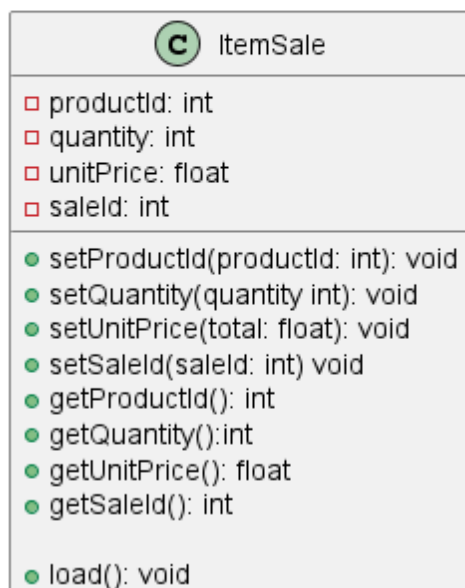 C ItemSale
productId: int
quantity: int
unitPrice: float
saleId: int
setProductId(productId: int): void
setQuantity(quantity int): void
setUnitPrice(total: float): void
setSaleId(saleId: int) void
getProductId(): int
getQuantity():int
getUnitPrice(): float
getSaleId(): int
load(): void